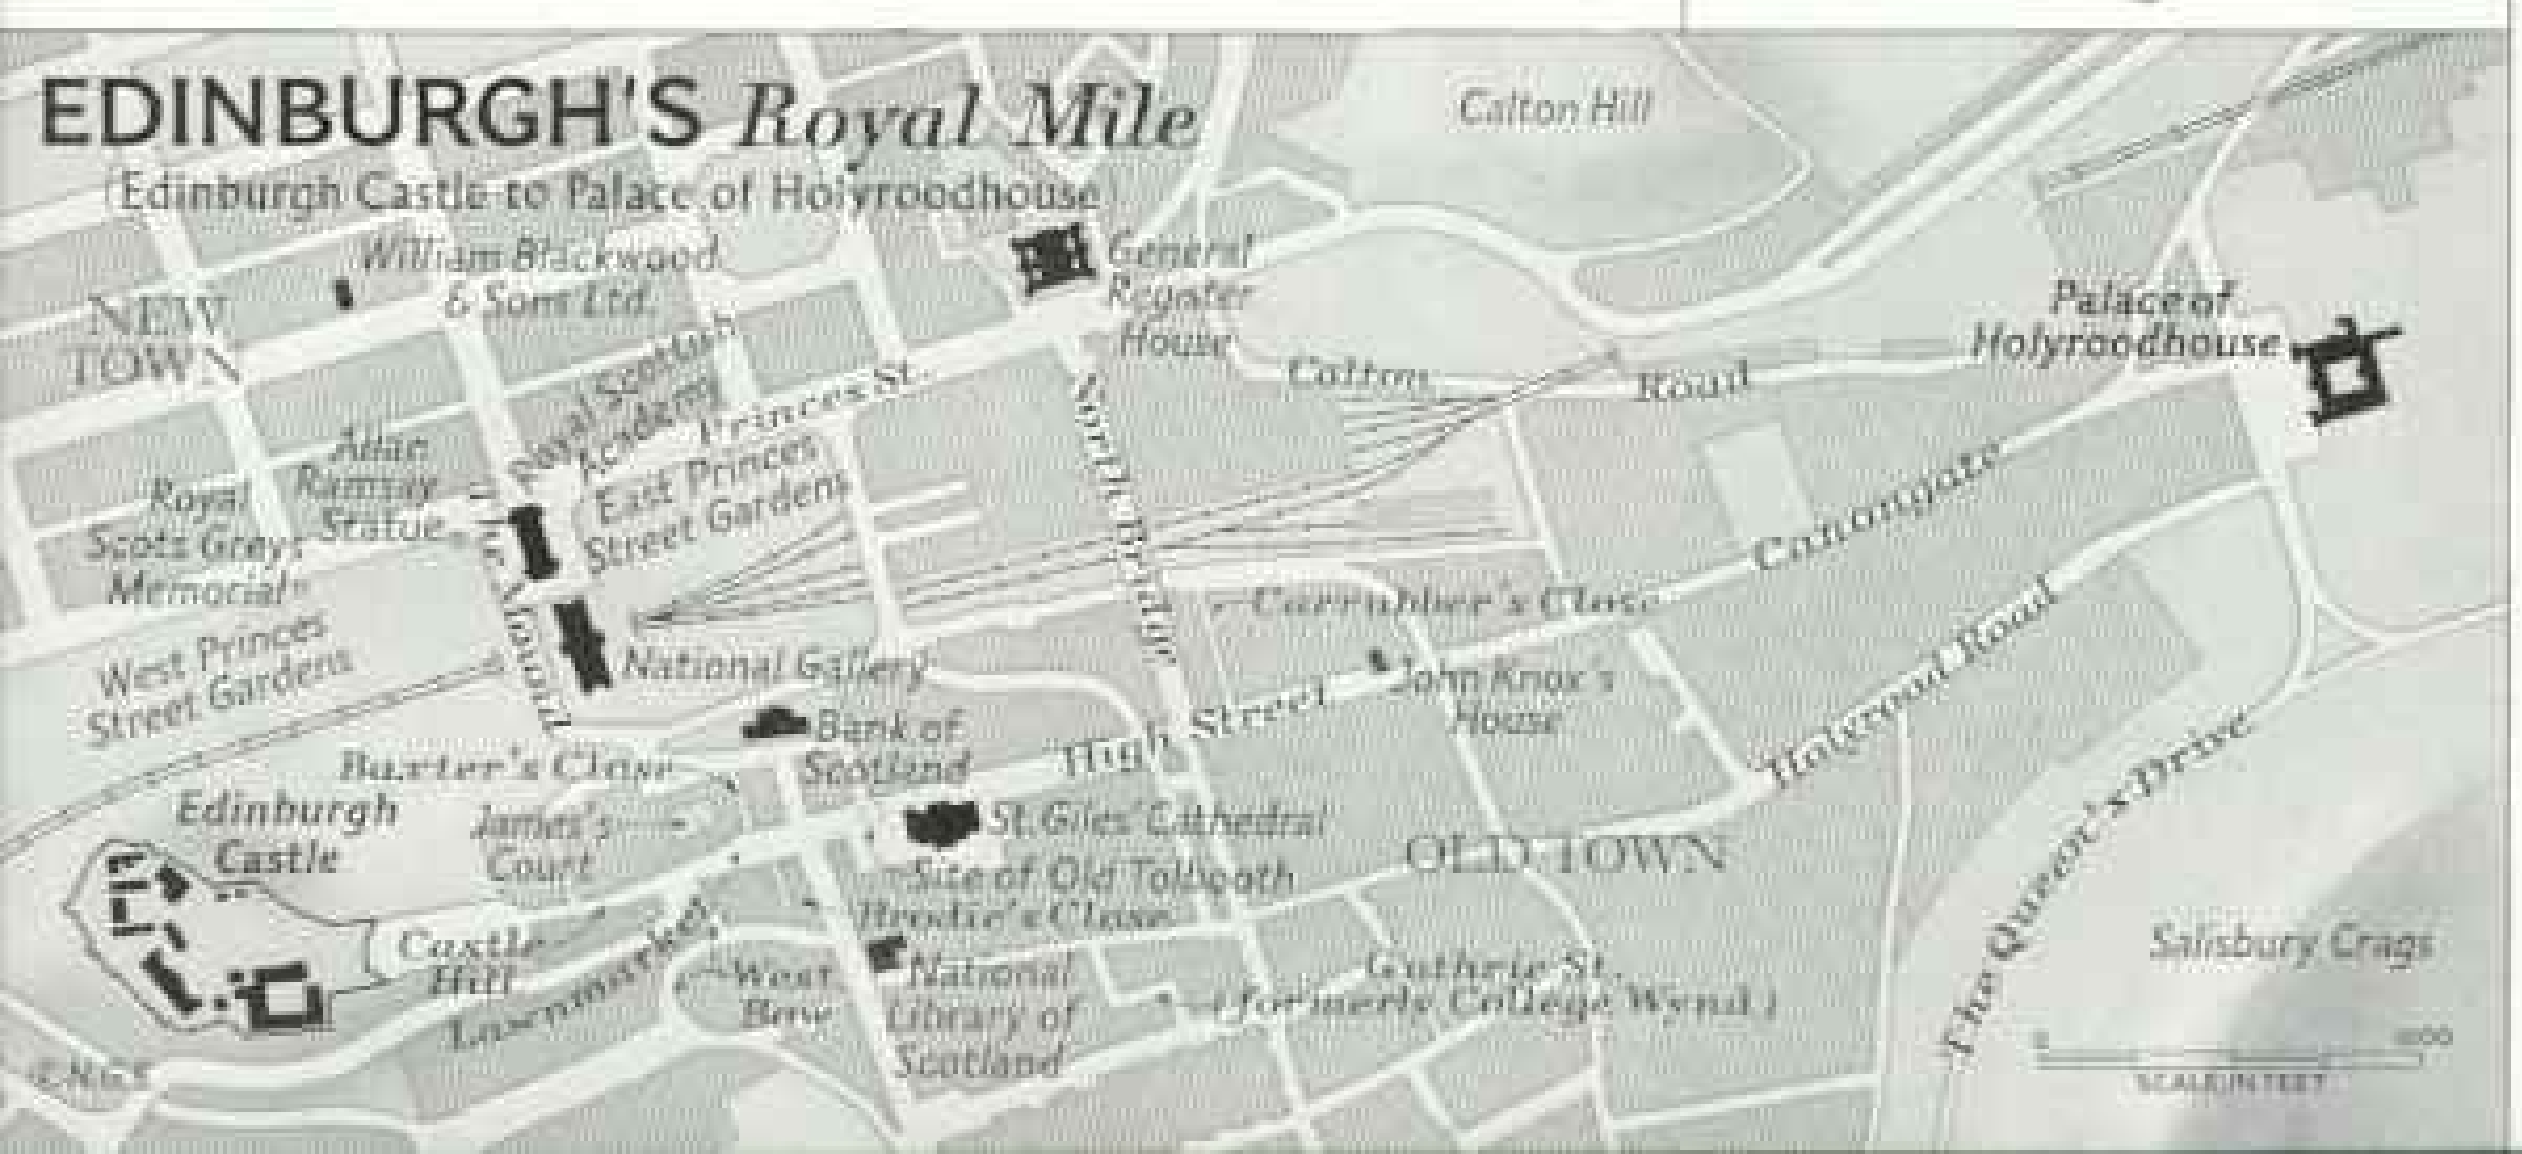 EDINBURGH'S Royal Mile
(Edinburgh Castle to Palace of Holyroodhouse)
Calton Hill
William Blackwood
& Sons Ltd.
General
Register
House
NEW
TOWN
Palace of
Holyroodhouse
Royal Scottish
Academy
Princes St.
Calton Road
North Bridge
Allan
Ramsay
Statue
Royal
Scots Greys
Memorial
East Princes
Street Gardens
The Mound
Canongate
West Princes
Street Gardens
National Gallery
Carrubber's Close
John Knox's
House
Holyrood Road
Bank of
Scotland
High Street
Baxter's Close
Edinburgh
Castle
James's
Court
St. Giles' Cathedral
Site of Old Tolbooth
Brodie's Close
OLD TOWN
The Queen's Drive
Castle
Hill
Lawnmarket
West
Bow
National
Library of
Scotland
Guthrie St.
(formerly College Wynd)
Salisbury Crags
0
SCALE IN FEET